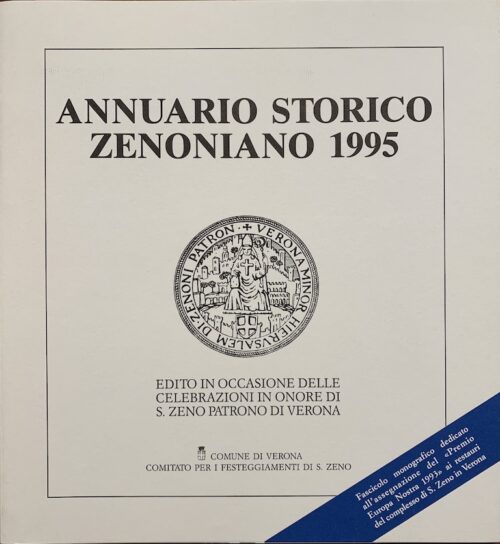 ANNUARIO STORICO
ZENONIANO 1995
VERONA MINOR HIERVSALEM DI ZENONI PATRON
EDITO IN OCCASIONE DELLE
CELEBRAZIONI IN ONORE DI
S. ZENO PATRONO DI VERONA
COMUNE DI VERONA
COMITATO PER I FESTEGGIAMENTI DI S. ZENO
Fascicolo monografico dedicato
all'assegnazione del «Premio
Europa Nostra 1993» ai restauri
del complesso di S. Zeno in Verona